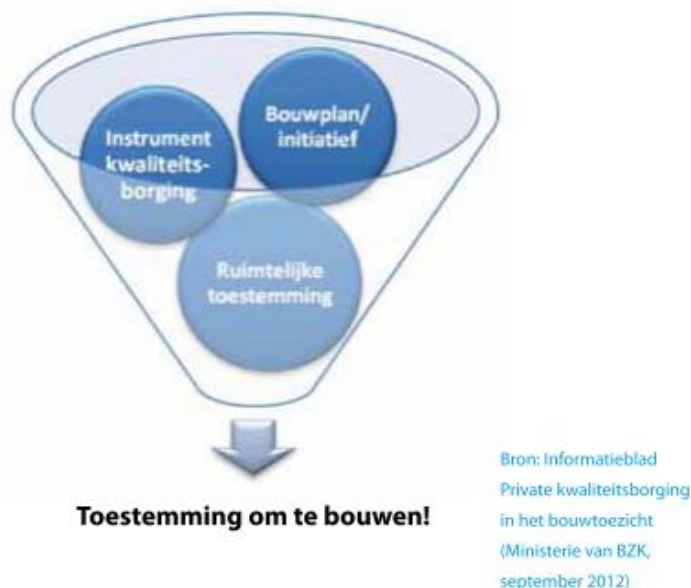 Bouwplan/
initiatief
Instrument
kwaliteits-
borging
Ruimtelijke
toestemming
Toestemming om te bouwen!
Bron: Informatieblad
Private kwaliteitsborging
in het bouwtoezicht
(Ministerie van BZK,
september 2012)